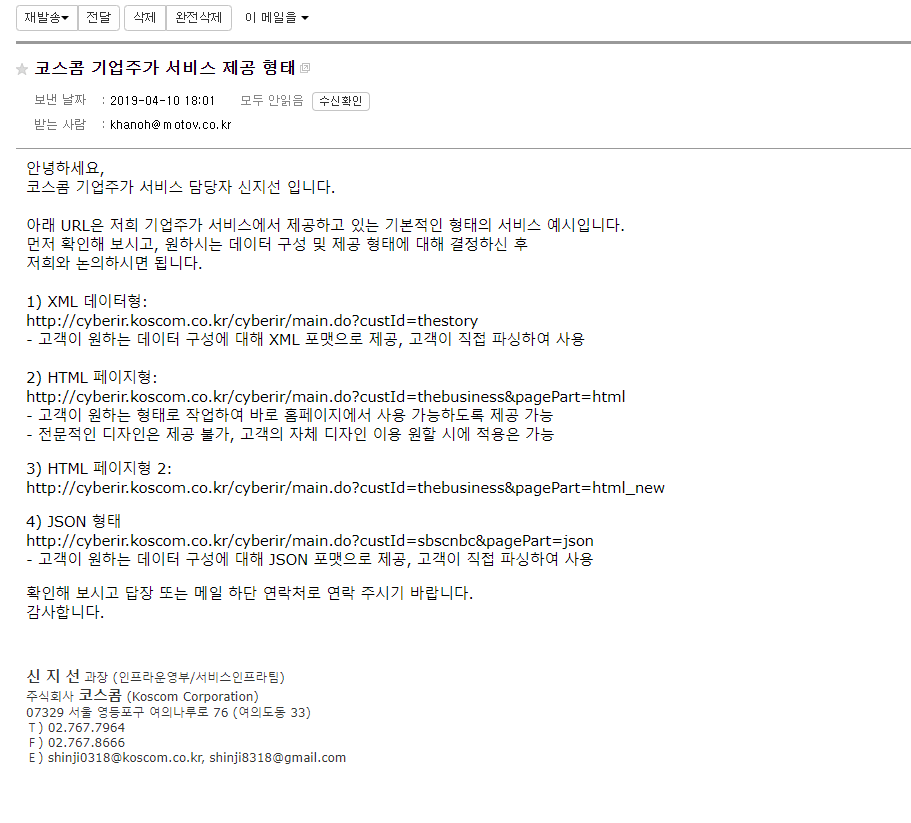 재발송▾ 전달 삭제 완전삭제 이 메일을 ▾
★ 코스콤 기업주가 서비스 제공 형태
보낸 날짜 : 2019-04-10 18:01 모두 안읽음 수신확인
받는 사람 : khanoh@motov.co.kr
안녕하세요,
코스콤 기업주가 서비스 담당자 신지선 입니다.
아래 URL은 저희 기업주가 서비스에서 제공하고 있는 기본적인 형태의 서비스 예시입니다.
먼저 확인해 보시고, 원하시는 데이터 구성 및 제공 형태에 대해 결정하신 후
저희와 논의하시면 됩니다.
1) XML 데이터형:
http://cyberir.koscom.co.kr/cyberir/main.do?custId=thestory
- 고객이 원하는 데이터 구성에 대해 XML 포맷으로 제공, 고객이 직접 파싱하여 사용
2) HTML 페이지형:
http://cyberir.koscom.co.kr/cyberir/main.do?custId=thebusiness&pagePart=html
- 고객이 원하는 형태로 작업하여 바로 홈페이지에서 사용 가능하도록 제공 가능
- 전문적인 디자인은 제공 불가, 고객의 자체 디자인 이용 원할 시에 적용은 가능
3) HTML 페이지형 2:
http://cyberir.koscom.co.kr/cyberir/main.do?custId=thebusiness&pagePart=html_new
4) JSON 형태
http://cyberir.koscom.co.kr/cyberir/main.do?custId=sbscnbc&pagePart=json
- 고객이 원하는 데이터 구성에 대해 JSON 포맷으로 제공, 고객이 직접 파싱하여 사용
확인해 보시고 답장 또는 메일 하단 연락처로 연락 주시기 바랍니다.
감사합니다.
신 지 선 과장 (인프라운영부/서비스인프라팀)
주식회사 코스콤 (Koscom Corporation)
07329 서울 영등포구 여의나루로 76 (여의도동 33)
T ) 02.767.7964
F ) 02.767.8666
E ) shinji0318@koscom.co.kr, shinji8318@gmail.com